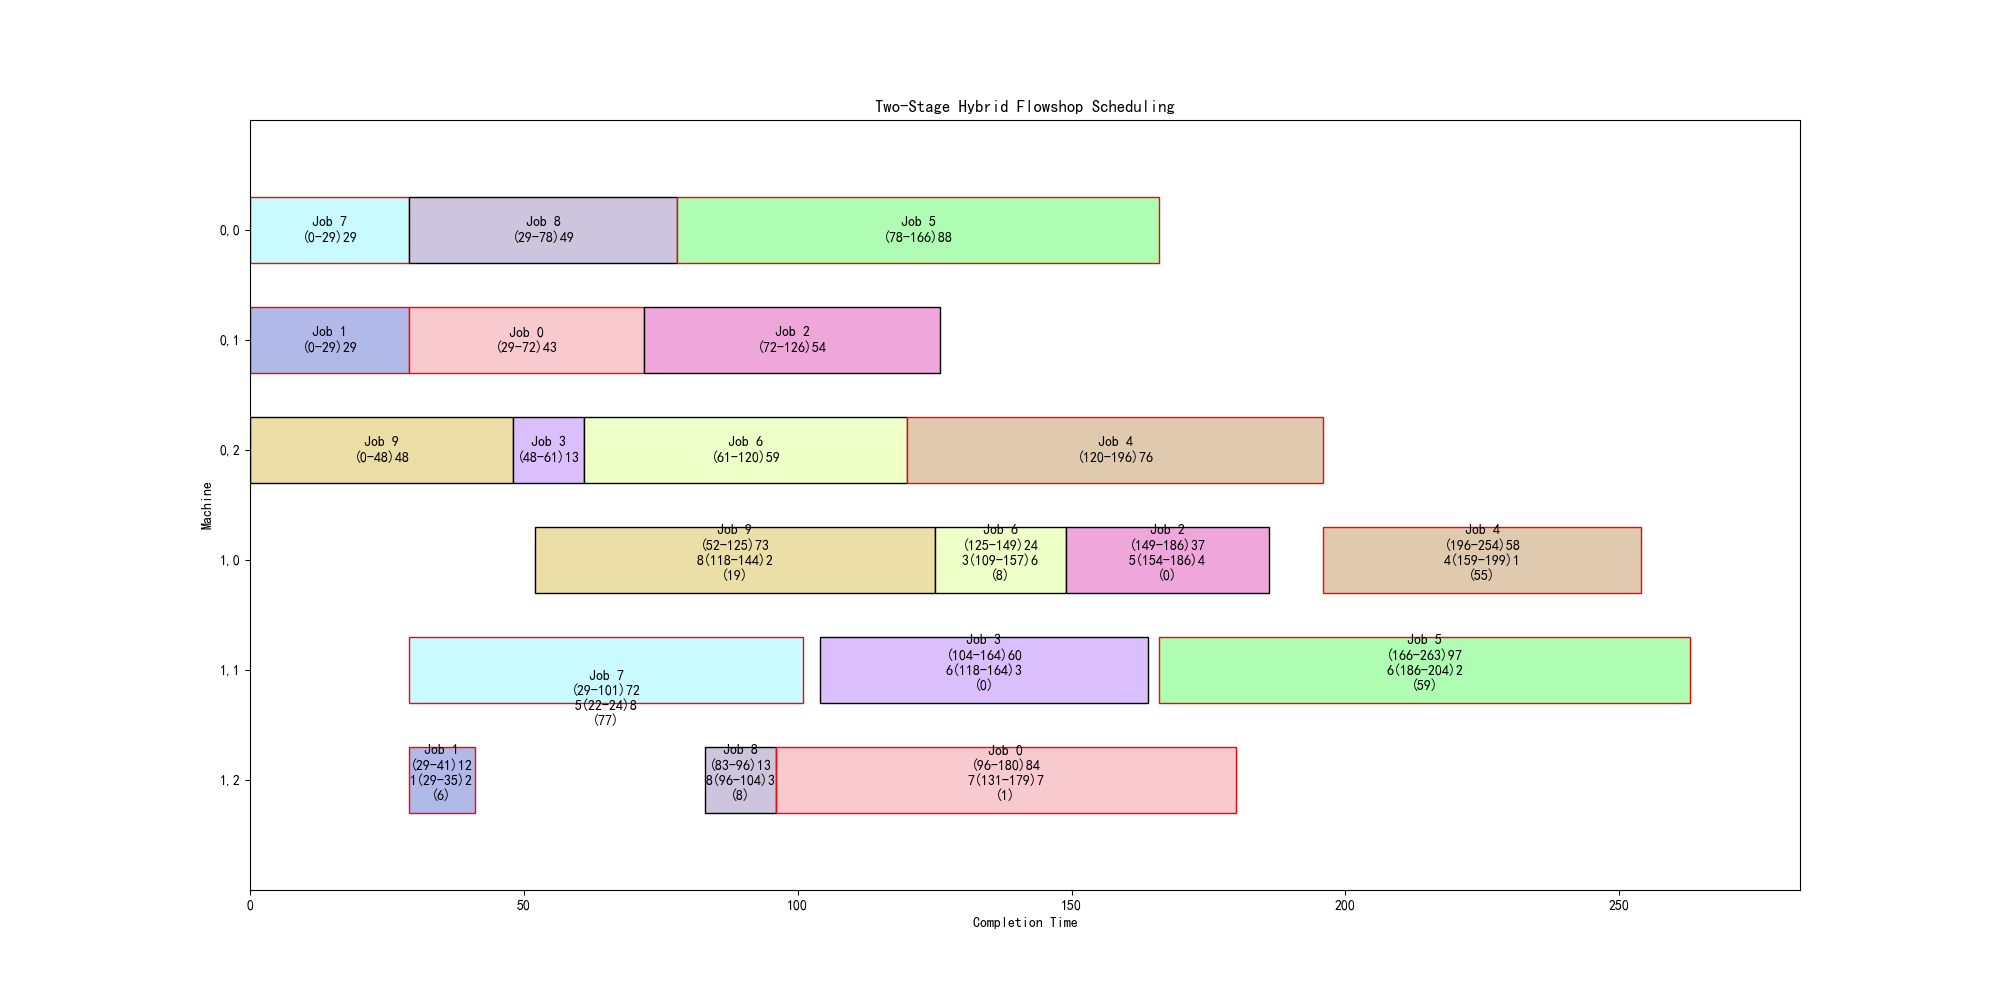 Two-Stage Hybrid Flowshop Scheduling
0,0
Job 7
(0-29)29
Job 8
(29-78)49
Job 5
(78-166)88
0,1
Job 1
(0-29)29
Job 0
(29-72)43
Job 2
(72-126)54
0,2
Job 9
(0-48)48
Job 3
(48-61)13
Job 6
(61-120)59
Job 4
(120-196)76
Machine
1,0
Job 9
(52-125)73
8(118-144)2
(19)
Job 6
(125-149)24
3(109-157)6
(8)
Job 2
(149-186)37
5(154-186)4
(0)
Job 4
(196-254)58
4(159-199)1
(55)
1,1
Job 7
(29-101)72
5(22-24)8
(77)
Job 3
(104-164)60
6(118-164)3
(0)
Job 5
(166-263)97
6(186-204)2
(59)
1,2
Job 1
(29-41)12
1(29-35)2
(6)
Job 8
(83-96)13
8(96-104)3
(8)
Job 0
(96-180)84
7(131-179)7
(1)
0
50
100
150
200
250
Completion Time